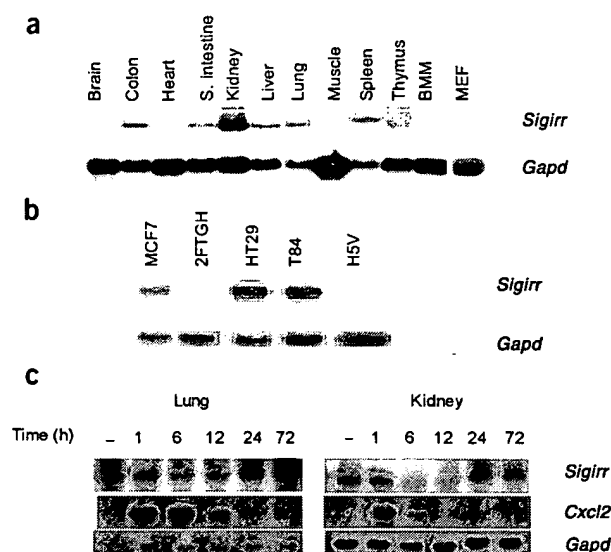 a
Brain Colon Heart S. intestine Kidney Liver Lung Muscle Spleen Thymus BMM MEF
Sigirr
Gapd
b
MCF7 2FTGH HT29 T84 H5V
Sigirr
Gapd
c
Lung Kidney
Time (h) – 1 6 12 24 72 – 1 6 12 24 72
Sigirr
Cxcl2
Gapd